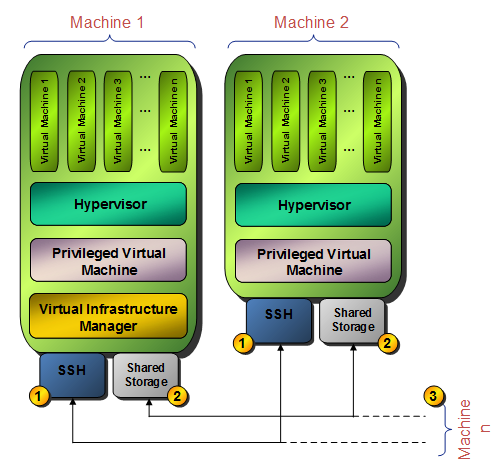 Machine 1
Machine 2
Virtual Machine 1
Virtual Machine 2
Virtual Machine 3
...
...
Virtual Machine n
Virtual Machine 1
Virtual Machine 2
Virtual Machine 3
...
...
Virtual Machine n
Hypervisor
Hypervisor
Privileged Virtual
Machine
Privileged Virtual
Machine
Virtual Infrastructure
Manager
SSH
Shared
Storage
1
2
SSH
Shared
Storage
1
2
3
Machine
n